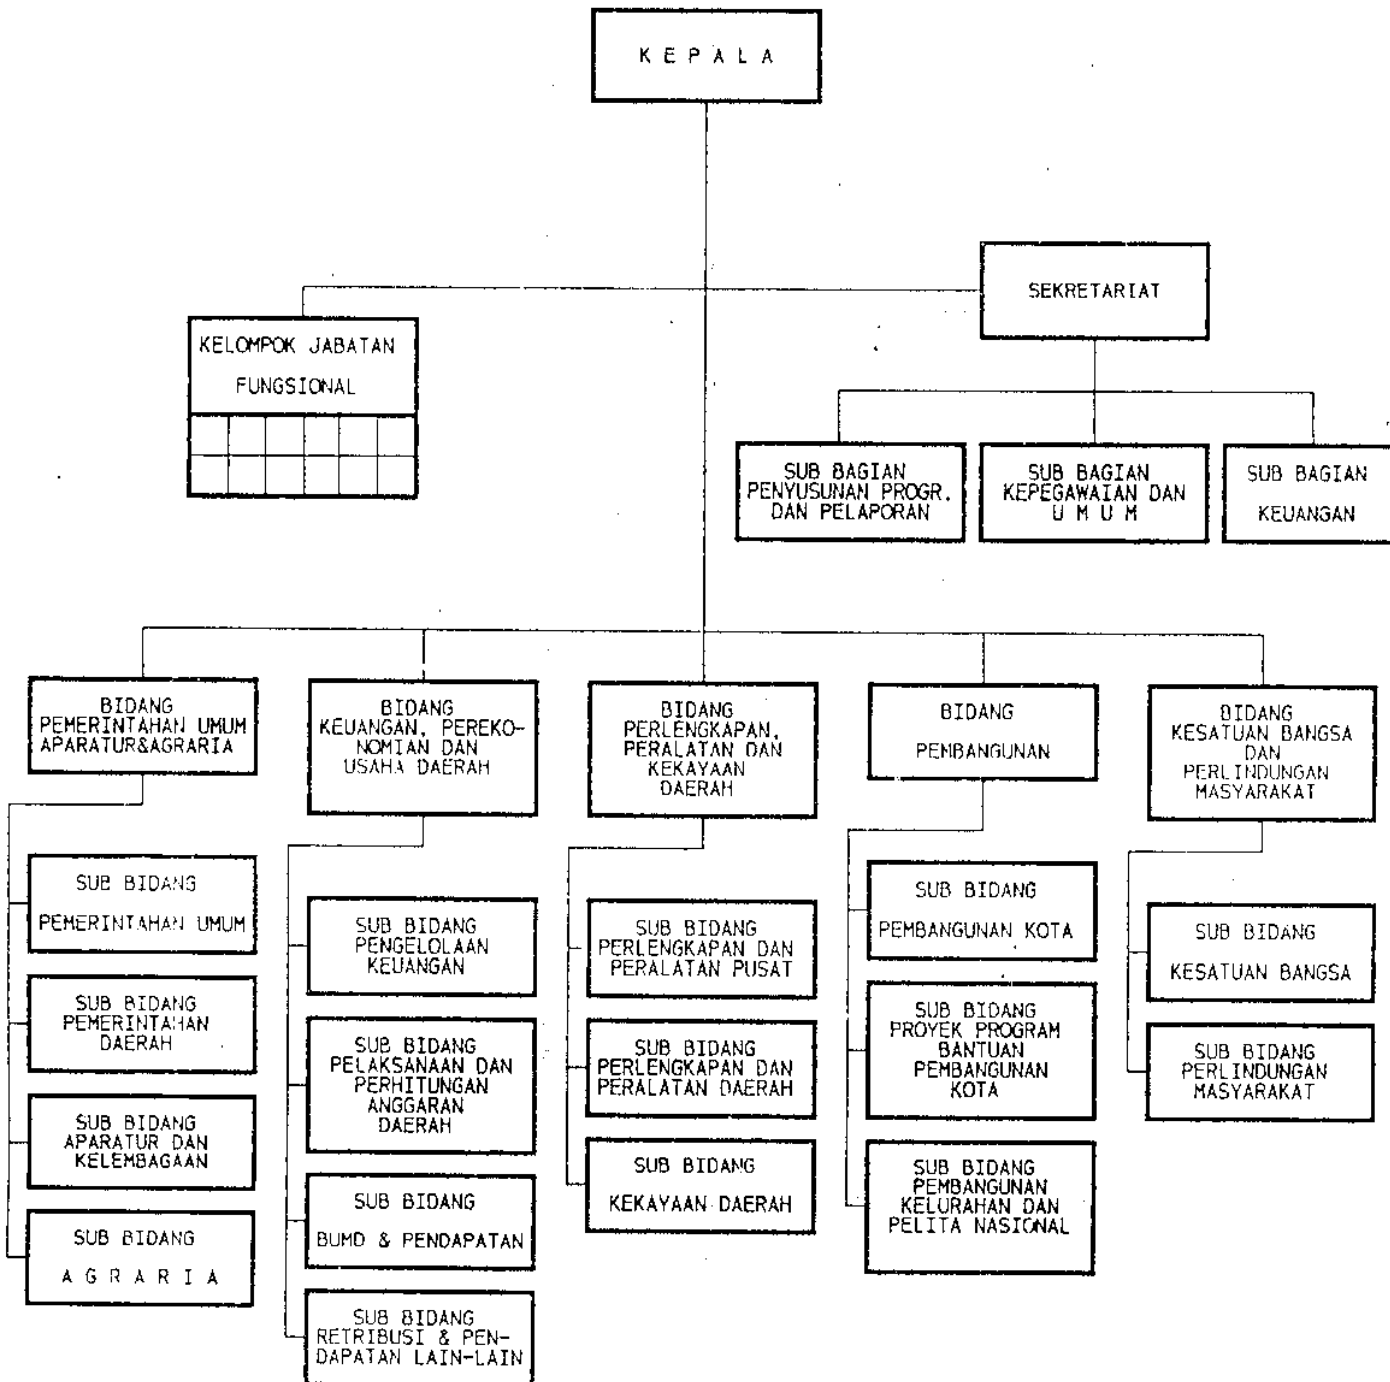 K E P A L A
SEKRETARIAT
KELOMPOK JABATAN
FUNGSIONAL
SUB BAGIAN
PENYUSUNAN PROGR.
DAN PELAPORAN
SUB BAGIAN
KEPEGAWAIAN DAN
U M U M
SUB BAGIAN
KEUANGAN
BIDANG
PEMERINTAHAN UMUM
APARATUR&AGRARIA
BIDANG
KEUANGAN, PEREKO-
NOMIAN DAN
USAHA DAERAH
BIDANG
PERLENGKAPAN,
PERALATAN DAN
KEKAYAAN
DAERAH
BIDANG
PEMBANGUNAN
BIDANG
KESATUAN BANGSA
DAN
PERLINDUNGAN
MASYARAKAT
SUB BIDANG
PEMERINTAHAN UMUM
SUB BIDANG
PEMERINTAHAN
DAERAH
SUB BIDANG
APARATUR DAN
KELEMBAGAAN
SUB BIDANG
A G R A R I A
SUB BIDANG
PENGELOLAAN
KEUANGAN
SUB BIDANG
PELAKSANAAN DAN
PERHITUNGAN
ANGGARAN
DAERAH
SUB BIDANG
BUMD & PENDAPATAN
SUB BIDANG
RETRIBUSI & PEN-
DAPATAN LAIN-LAIN
SUB BIDANG
PERLENGKAPAN DAN
PERALATAN PUSAT
SUB BIDANG
PERLENGKAPAN DAN
PERALATAN DAERAH
SUB BIDANG
KEKAYAAN DAERAH
SUB BIDANG
PEMBANGUNAN KOTA
SUB BIDANG
PROYEK PROGRAM
BANTUAN
PEMBANGUNAN
KOTA
SUB BIDANG
PEMBANGUNAN
KELURAHAN DAN
PELITA NASIONAL
SUB BIDANG
KESATUAN BANGSA
SUB BIDANG
PERLINDUNGAN
MASYARAKAT